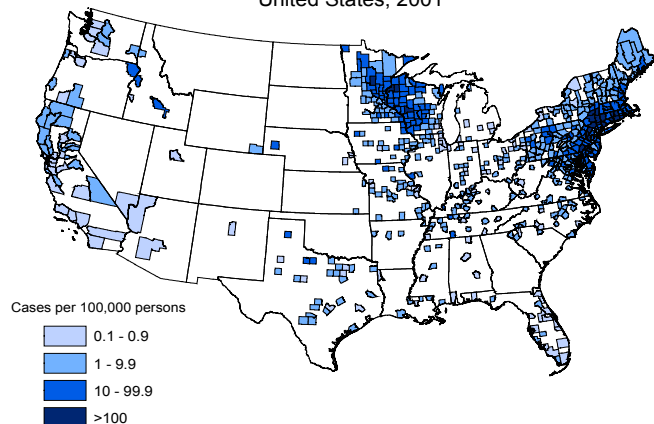 United States, 2001
Cases per 100,000 persons
0.1 - 0.9
1 - 9.9
10 - 99.9
>100